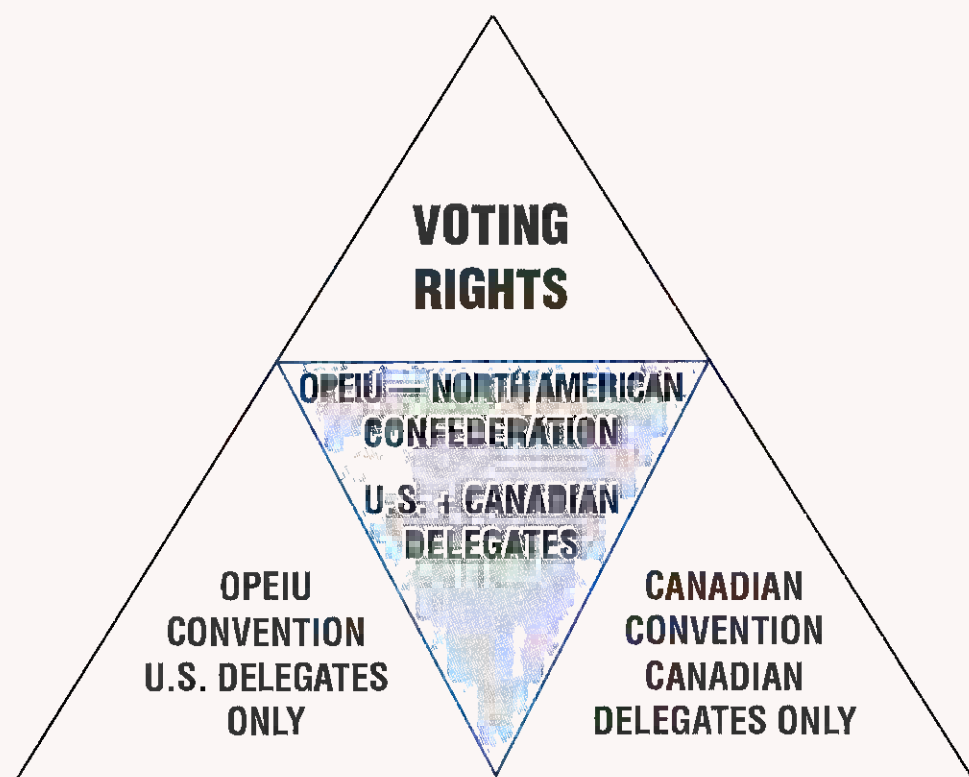 VOTING
RIGHTS
OPEIU — NORTH AMERICAN
CONFEDERATION
U.S. + CANADIAN
DELEGATES
OPEIU
CONVENTION
U.S. DELEGATES
ONLY
CANADIAN
CONVENTION
CANADIAN
DELEGATES ONLY